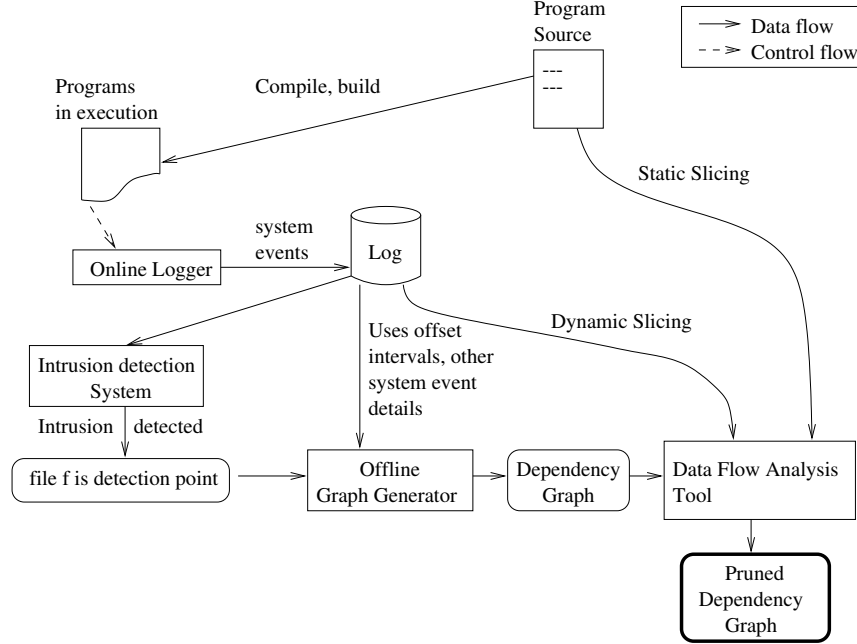 Program
Source
---
---
Data flow
Control flow
Programs
in execution
Compile, build
Static Slicing
system
events
Log
Online Logger
Uses offset
intervals, other
system event
details
Dynamic Slicing
Intrusion detection
System
Intrusion detected
file f is detection point
Offline
Graph Generator
Dependency
Graph
Data Flow Analysis
Tool
Pruned
Dependency
Graph